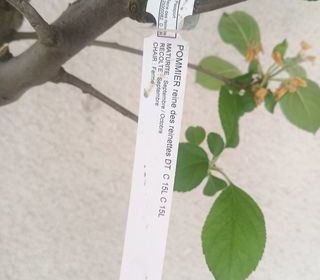 POMMIER reine des reinettes DT C 15L C 15L
MATURITE : Septembre / Octobre
RECOLTE : Septembre
CHAIR : Ferme